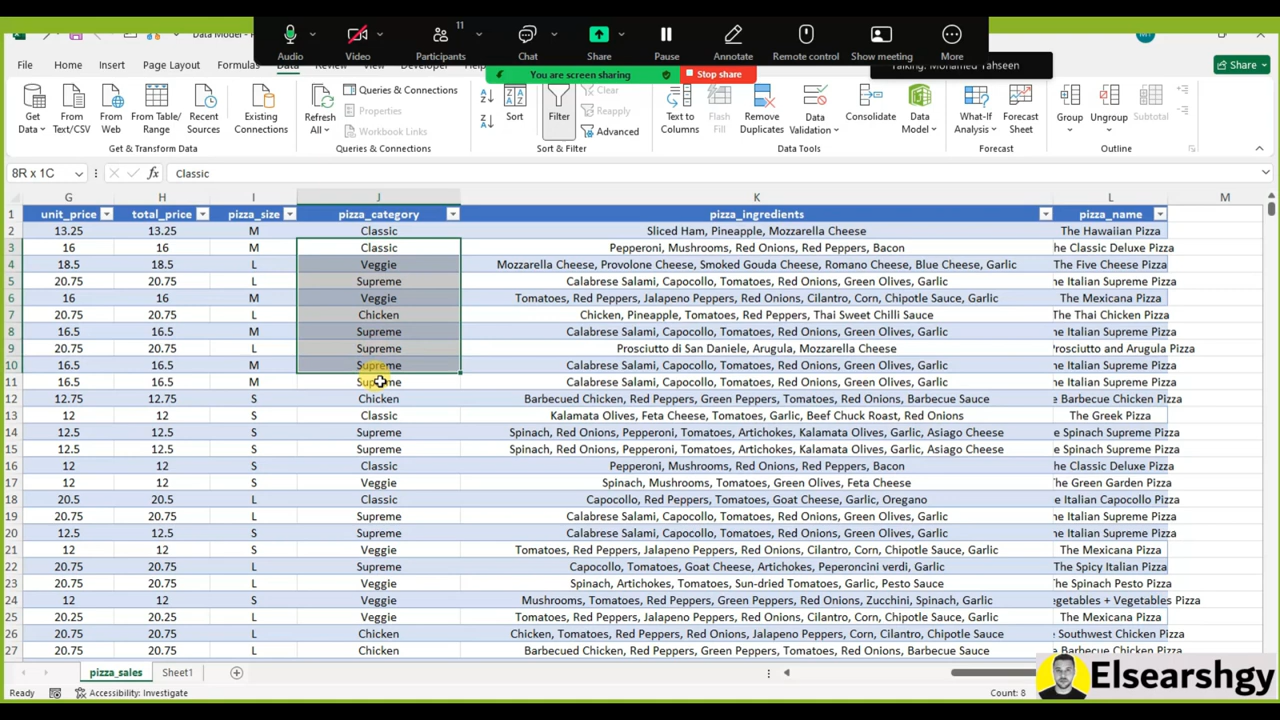 11
Audio Video Participants Chat Share Pause Annotate Remote control Show meeting More
You are screen sharing Stop share
Talking: Mohamed Tahseen
File Home Insert Page Layout Formulas Data Review View Developer Share
Get Data From Text/CSV From Web From Table/Range Recent Sources Existing Connections
Refresh All Queries & Connections Properties Workbook Links
Sort Filter Clear Reapply Advanced
Text to Columns Flash Fill Remove Duplicates Data Validation Consolidate Data Model
What-If Analysis Forecast Sheet Group Ungroup Subtotal
Get & Transform Data Queries & Connections Sort & Filter Data Tools Forecast Outline
8R x 1C fx Classic
G H I J K L M
1 unit_price total_price pizza_size pizza_category pizza_ingredients pizza_name
2 13.25 13.25 M Classic Sliced Ham, Pineapple, Mozzarella Cheese The Hawaiian Pizza
3 16 16 M Classic Pepperoni, Mushrooms, Red Onions, Red Peppers, Bacon The Classic Deluxe Pizza
4 18.5 18.5 L Veggie Mozzarella Cheese, Provolone Cheese, Smoked Gouda Cheese, Romano Cheese, Blue Cheese, Garlic The Five Cheese Pizza
5 20.75 20.75 L Supreme Calabrese Salami, Capocollo, Tomatoes, Red Onions, Green Olives, Garlic he Italian Supreme Pizza
6 16 16 M Veggie Tomatoes, Red Peppers, Jalapeno Peppers, Red Onions, Cilantro, Corn, Chipotle Sauce, Garlic The Mexicana Pizza
7 20.75 20.75 L Chicken Chicken, Pineapple, Tomatoes, Red Peppers, Thai Sweet Chilli Sauce The Thai Chicken Pizza
8 16.5 16.5 M Supreme Calabrese Salami, Capocollo, Tomatoes, Red Onions, Green Olives, Garlic he Italian Supreme Pizza
9 20.75 20.75 L Supreme Prosciutto di San Daniele, Arugula, Mozzarella Cheese Prosciutto and Arugula Pizza
10 16.5 16.5 M Supreme Calabrese Salami, Capocollo, Tomatoes, Red Onions, Green Olives, Garlic he Italian Supreme Pizza
11 16.5 16.5 M Supreme Calabrese Salami, Capocollo, Tomatoes, Red Onions, Green Olives, Garlic he Italian Supreme Pizza
12 12.75 12.75 S Chicken Barbecued Chicken, Red Peppers, Green Peppers, Tomatoes, Red Onions, Barbecue Sauce e Barbecue Chicken Pizza
13 12 12 S Classic Kalamata Olives, Feta Cheese, Tomatoes, Garlic, Beef Chuck Roast, Red Onions The Greek Pizza
14 12.5 12.5 S Supreme Spinach, Red Onions, Pepperoni, Tomatoes, Artichokes, Kalamata Olives, Garlic, Asiago Cheese e Spinach Supreme Pizza
15 12.5 12.5 S Supreme Spinach, Red Onions, Pepperoni, Tomatoes, Artichokes, Kalamata Olives, Garlic, Asiago Cheese e Spinach Supreme Pizza
16 12 12 S Classic Pepperoni, Mushrooms, Red Onions, Red Peppers, Bacon The Classic Deluxe Pizza
17 12 12 S Veggie Spinach, Mushrooms, Tomatoes, Green Olives, Feta Cheese The Green Garden Pizza
18 20.5 20.5 L Classic Capocollo, Red Peppers, Tomatoes, Goat Cheese, Garlic, Oregano e Italian Capocollo Pizza
19 20.75 20.75 L Supreme Calabrese Salami, Capocollo, Tomatoes, Red Onions, Green Olives, Garlic he Italian Supreme Pizza
20 12.5 12.5 S Supreme Calabrese Salami, Capocollo, Tomatoes, Red Onions, Green Olives, Garlic he Italian Supreme Pizza
21 12 12 S Veggie Tomatoes, Red Peppers, Jalapeno Peppers, Red Onions, Cilantro, Corn, Chipotle Sauce, Garlic The Mexicana Pizza
22 20.75 20.75 L Supreme Capocollo, Tomatoes, Goat Cheese, Artichokes, Peperoncini verdi, Garlic The Spicy Italian Pizza
23 20.75 20.75 L Veggie Spinach, Artichokes, Tomatoes, Sun-dried Tomatoes, Garlic, Pesto Sauce The Spinach Pesto Pizza
24 12 12 S Veggie Mushrooms, Tomatoes, Red Peppers, Green Peppers, Red Onions, Zucchini, Spinach, Garlic egetables + Vegetables Pizza
25 20.25 20.25 L Veggie Tomatoes, Red Peppers, Jalapeno Peppers, Red Onions, Cilantro, Corn, Chipotle Sauce, Garlic The Mexicana Pizza
26 20.75 20.75 L Chicken Chicken, Tomatoes, Red Peppers, Red Onions, Jalapeno Peppers, Corn, Cilantro, Chipotle Sauce e Southwest Chicken Pizza
27 20.75 20.75 L Chicken Barbecued Chicken, Red Peppers, Green Peppers, Tomatoes, Red Onions, Barbecue Sauce e Barbecue Chicken Pizza
pizza_sales Sheet1
Ready Accessibility: Investigate Count: 8
Elsearshgy